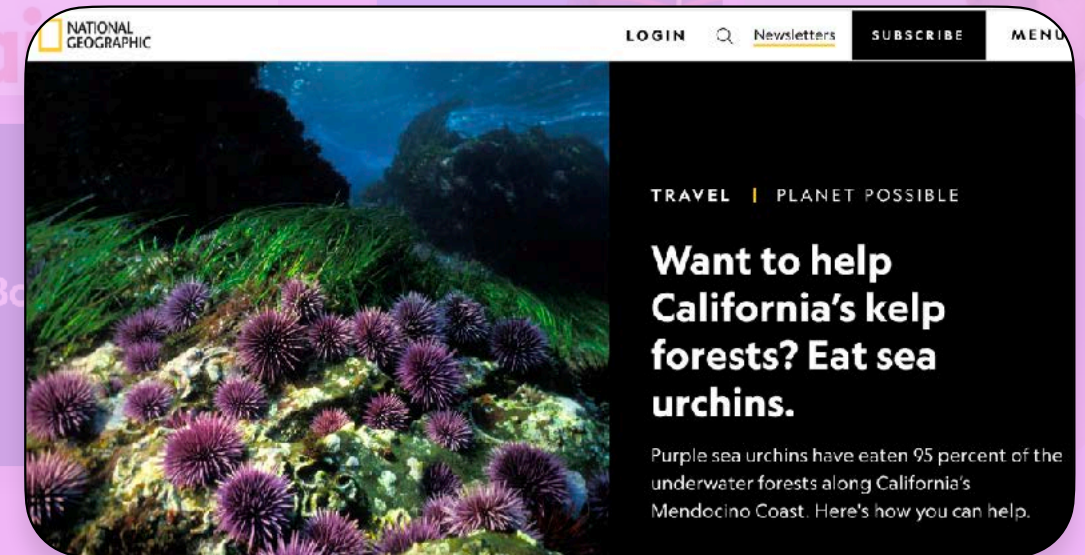 NATIONAL
GEOGRAPHIC
LOGIN
Newsletters
SUBSCRIBE
MENU
TRAVEL | PLANET POSSIBLE
Want to help
California's kelp
forests? Eat sea
urchins.
Purple sea urchins have eaten 95 percent of the
underwater forests along California's
Mendocino Coast. Here's how you can help.